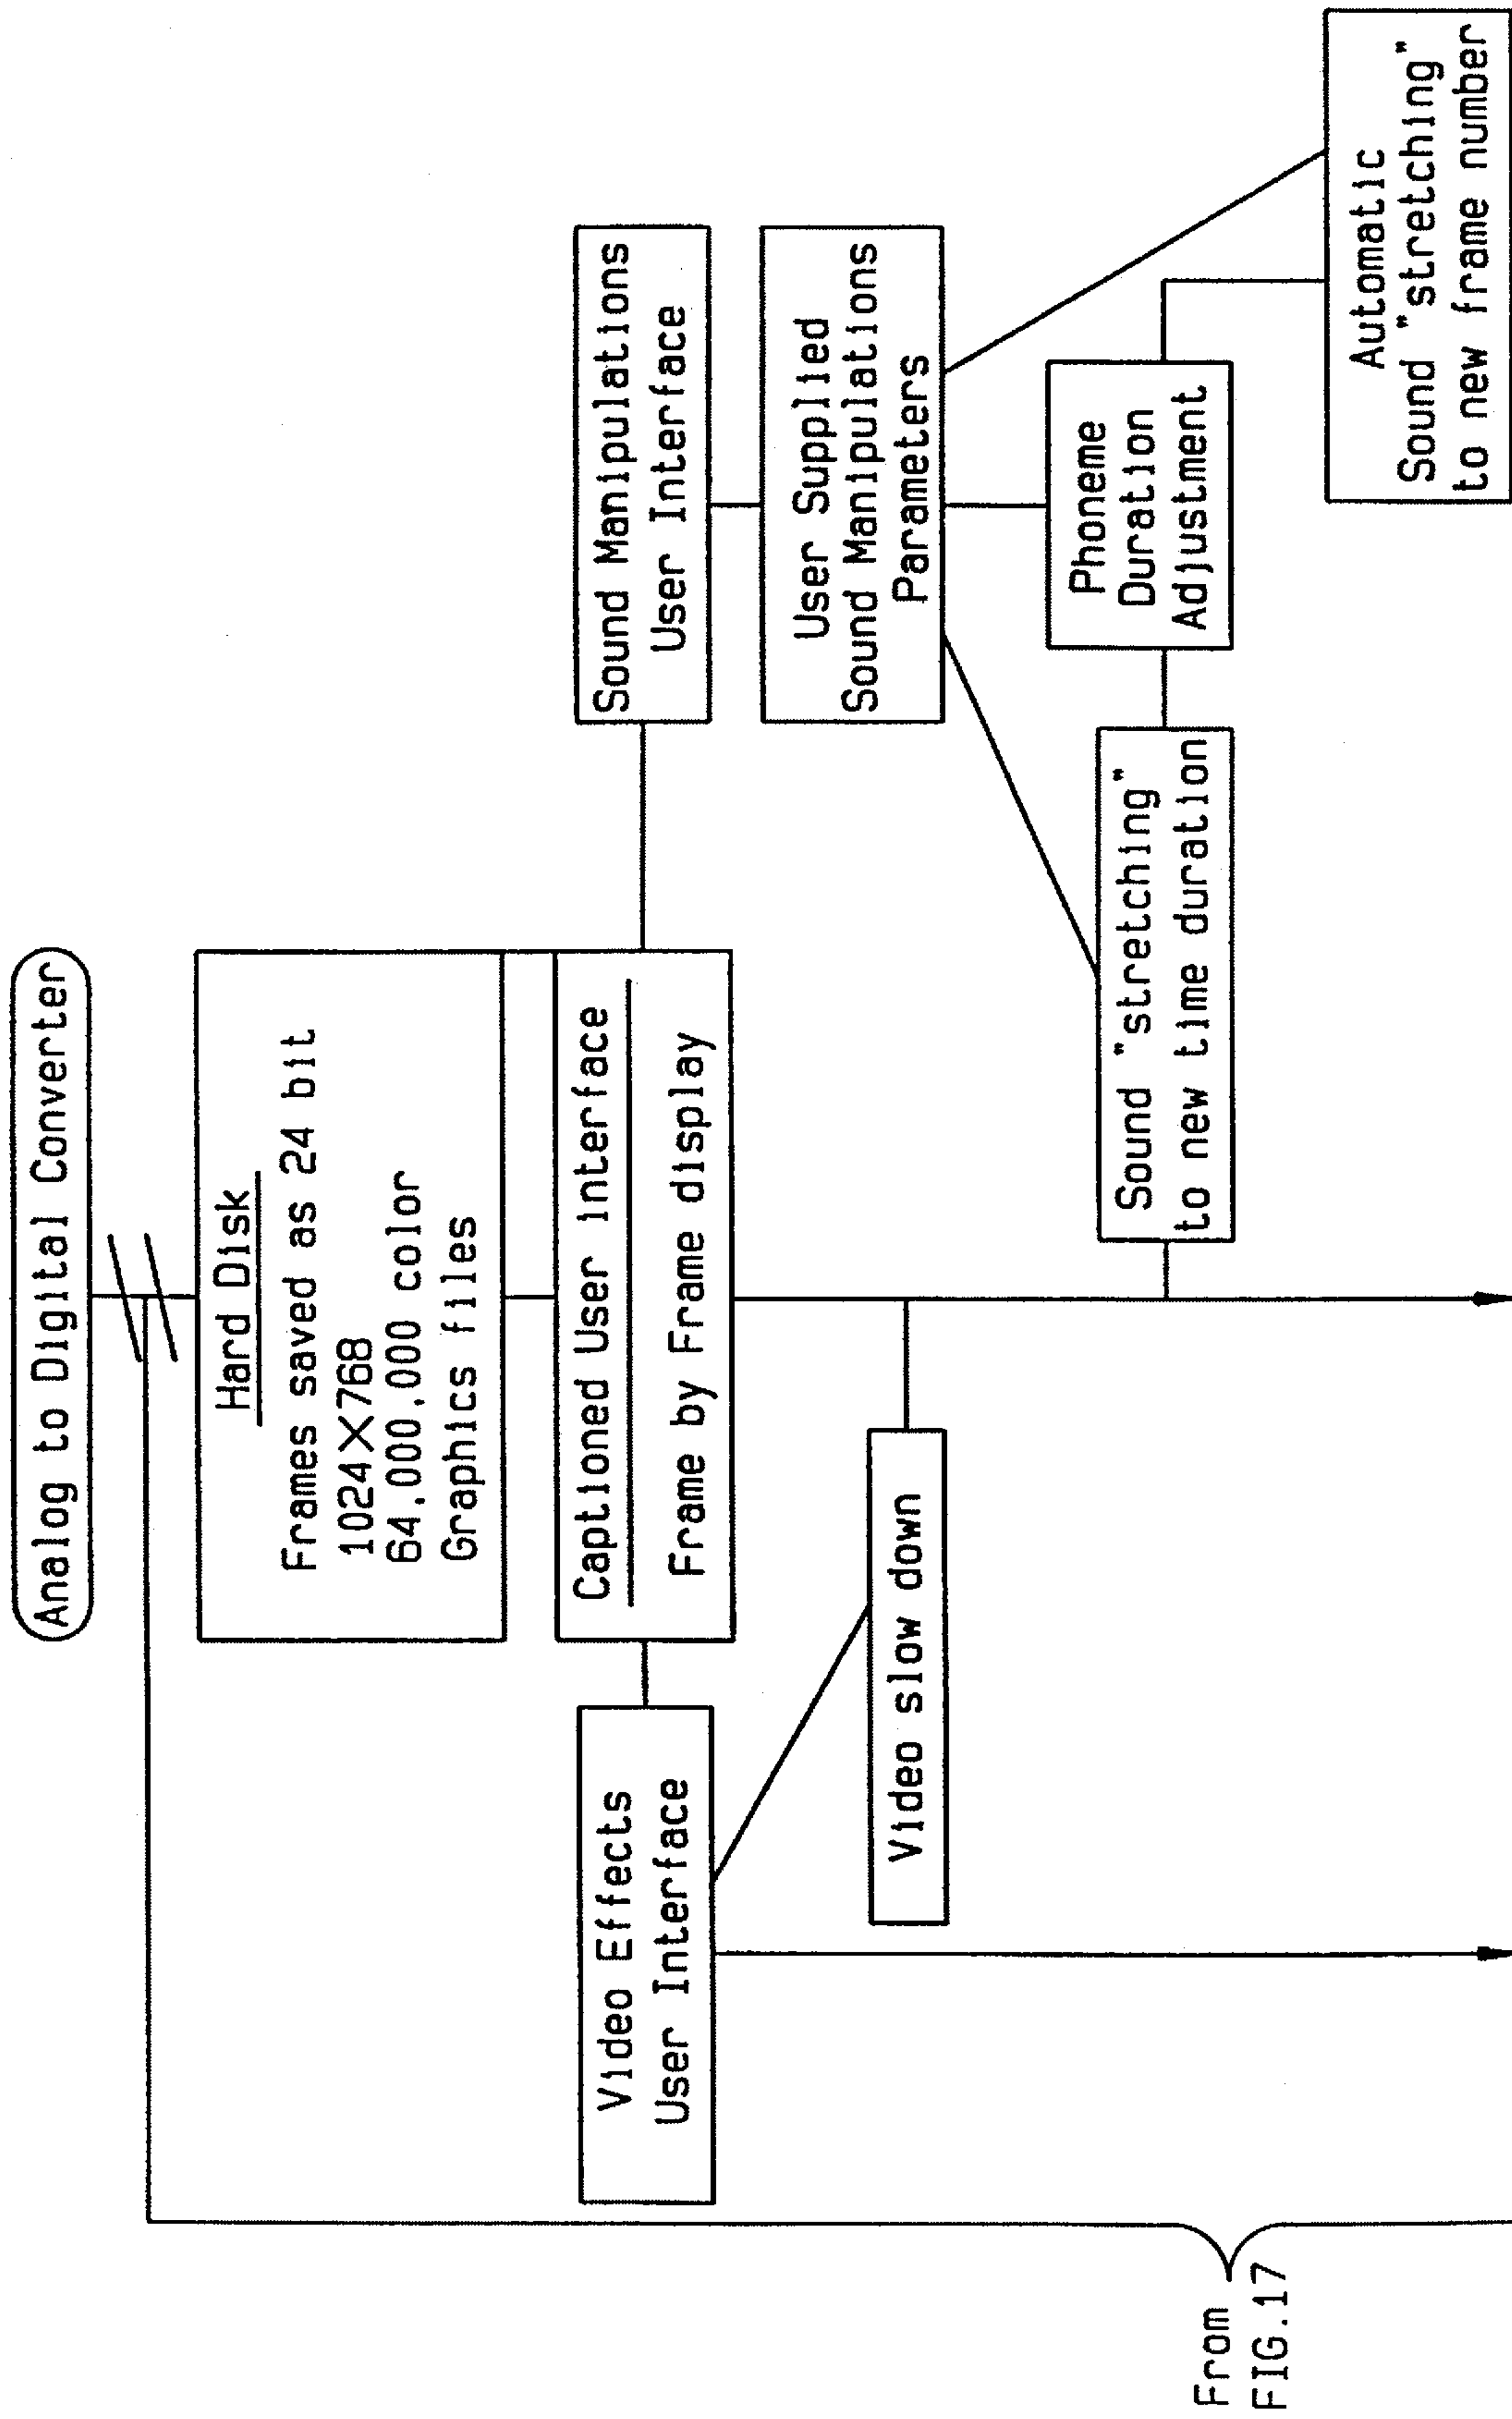 Analog to Digital Converter
Hard Disk
Frames saved as 24 bit
1024X768
64,000,000 color
Graphics files
Captioned User interface
Frame by Frame display
Video Effects
User Interface
Sound Manipulations
User Interface
User Supplied
Sound Manipulations
Parameters
Video slow down
Phoneme
Duration
Adjustment
Sound "stretching"
to new time duration
Automatic
Sound "stretching"
to new frame number
From
FIG.17